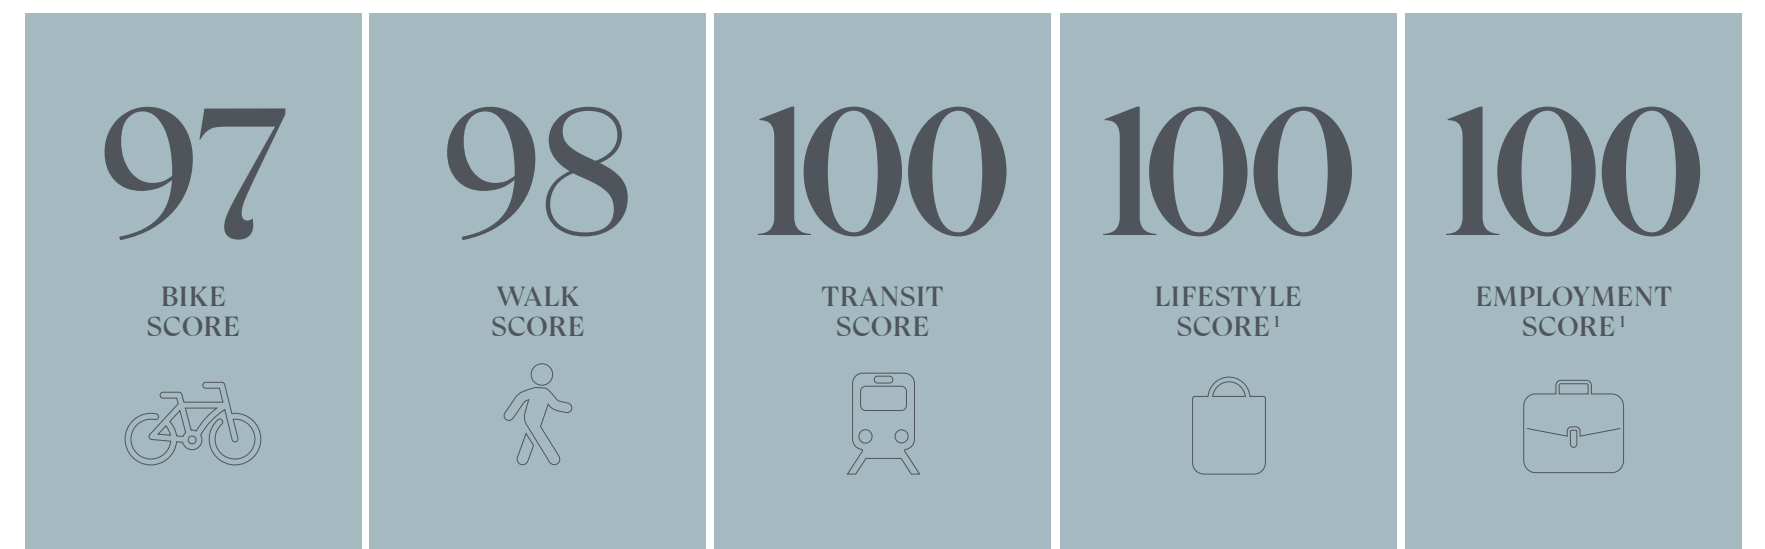 97
BIKE
SCORE
98
WALK
SCORE
100
TRANSIT
SCORE
100
LIFESTYLE
SCORE¹
100
EMPLOYMENT
SCORE¹